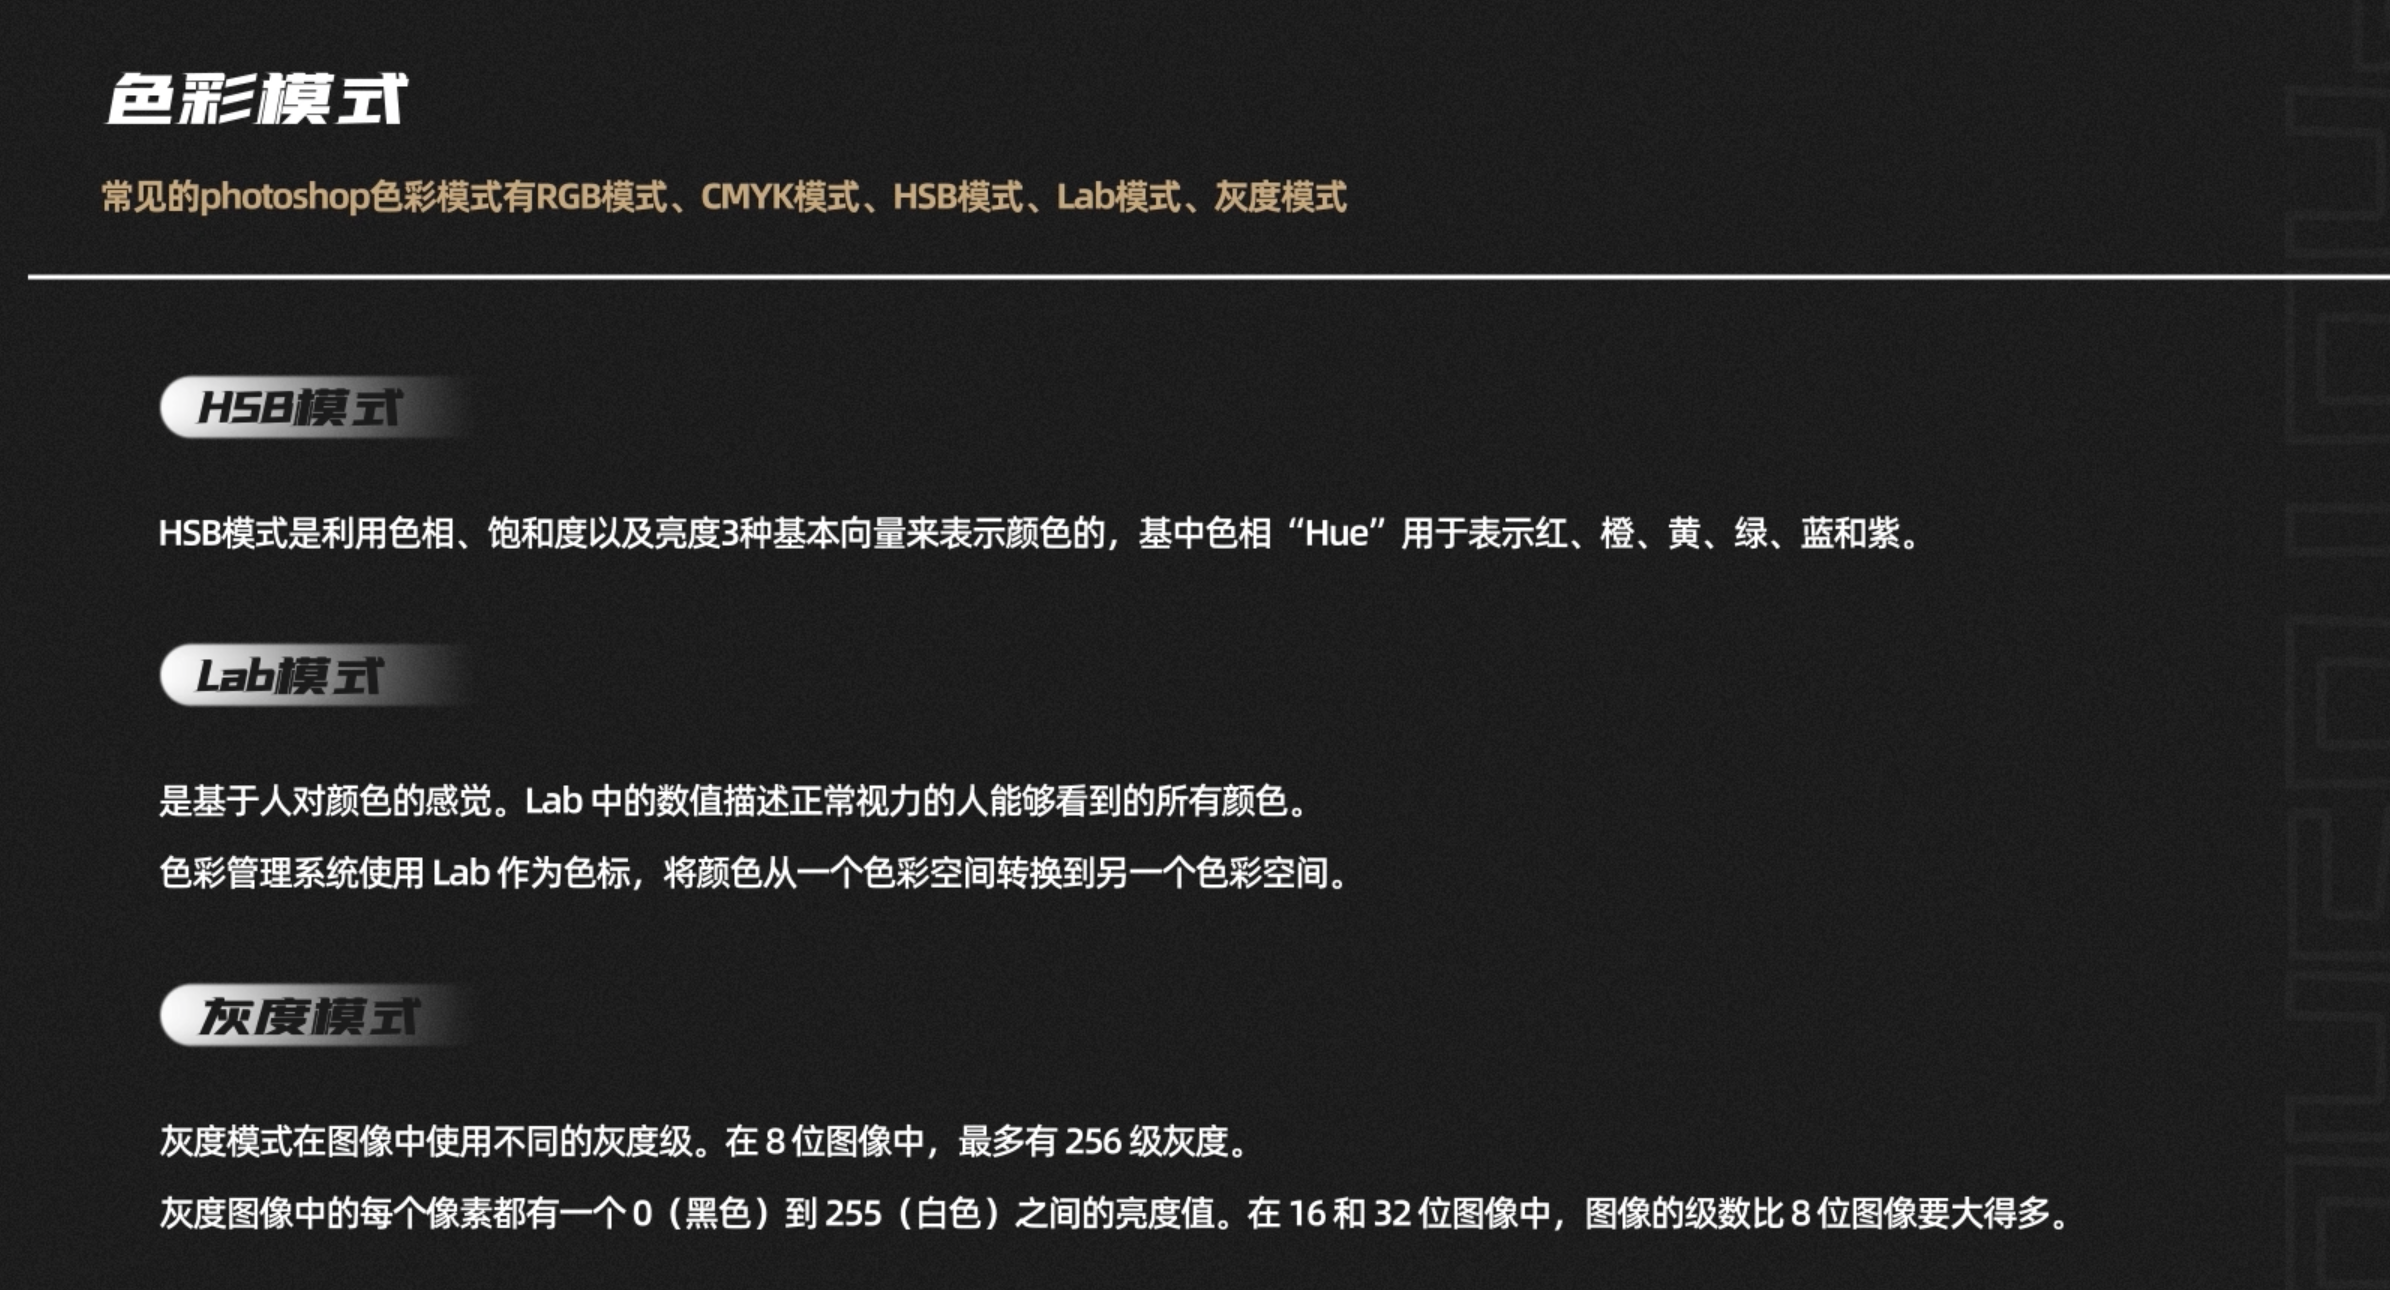 色彩模式
常见的photoshop色彩模式有RGB模式、CMYK模式、HSB模式、Lab模式、灰度模式
HSB模式
HSB模式是利用色相、饱和度以及亮度3种基本向量来表示颜色的，基中色相“Hue”用于表示红、橙、黄、绿、蓝和紫。
Lab模式
是基于人对颜色的感觉。Lab 中的数值描述正常视力的人能够看到的所有颜色。
色彩管理系统使用 Lab 作为色标，将颜色从一个色彩空间转换到另一个色彩空间。
灰度模式
灰度模式在图像中使用不同的灰度级。在 8 位图像中，最多有 256 级灰度。
灰度图像中的每个像素都有一个 0（黑色）到 255（白色）之间的亮度值。在 16 和 32 位图像中，图像的级数比 8 位图像要大得多。